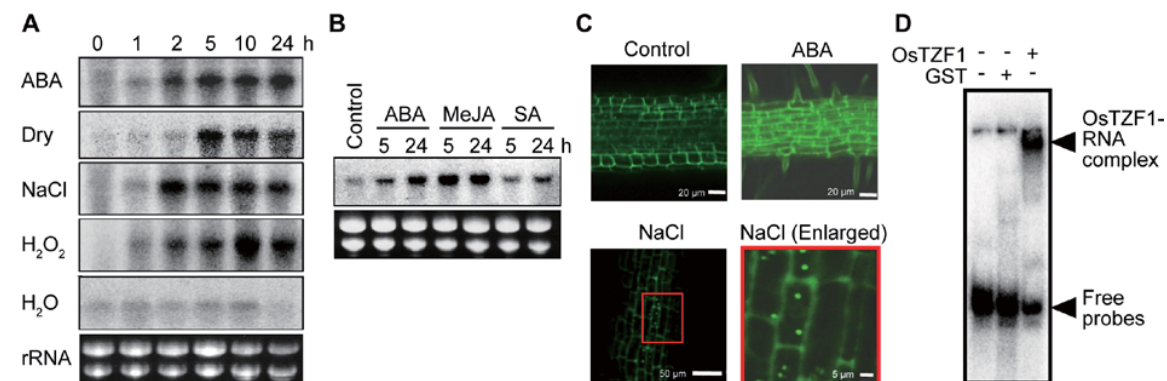 A
0 1 2 5 10 24 h
ABA
Dry
NaCl
H₂O₂
H₂O
rRNA
B
Control
ABA MeJA SA
5 24 5 24 5 24 h
C
Control ABA
20 µm 20 µm
NaCl NaCl (Enlarged)
50 µm 5 µm
D
OsTZF1 - - +
GST - + -
OsTZF1-
RNA
complex
Free
probes